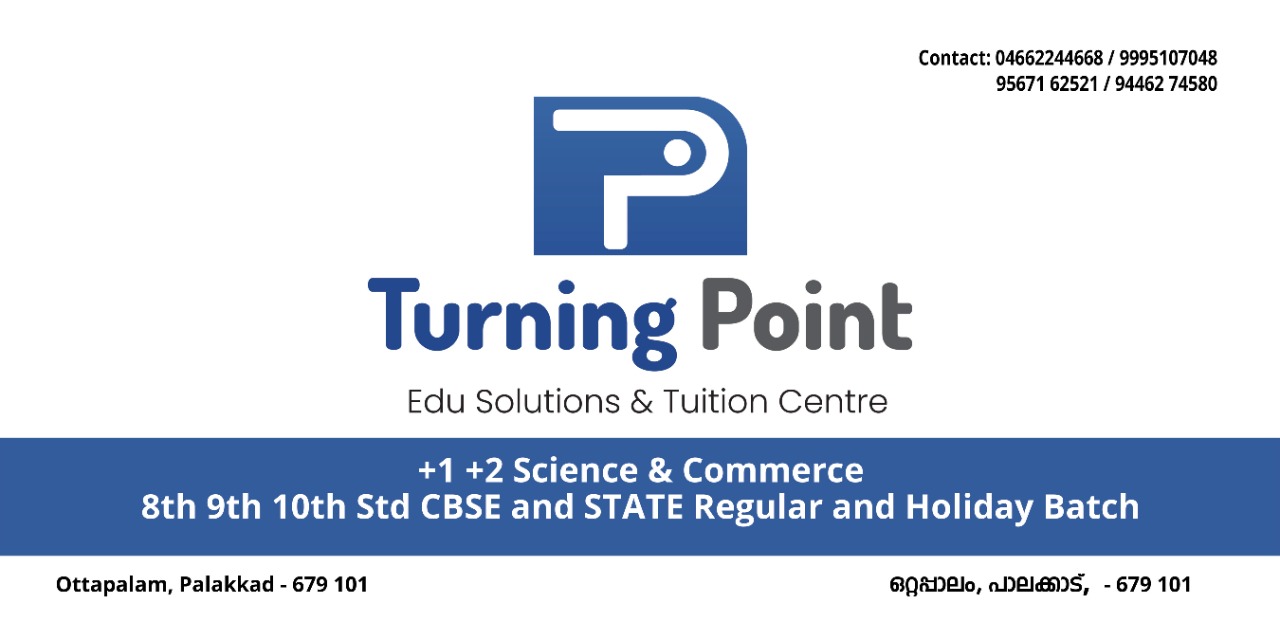 Contact: 04662244668 / 9995107048
95671 62521 / 94462 74580
Turning Point
Edu Solutions & Tuition Centre
+1 +2 Science & Commerce
8th 9th 10th Std CBSE and STATE Regular and Holiday Batch
Ottapalam, Palakkad - 679 101
ഒറ്റപ്പാലം, പാലക്കാട്, - 679 101